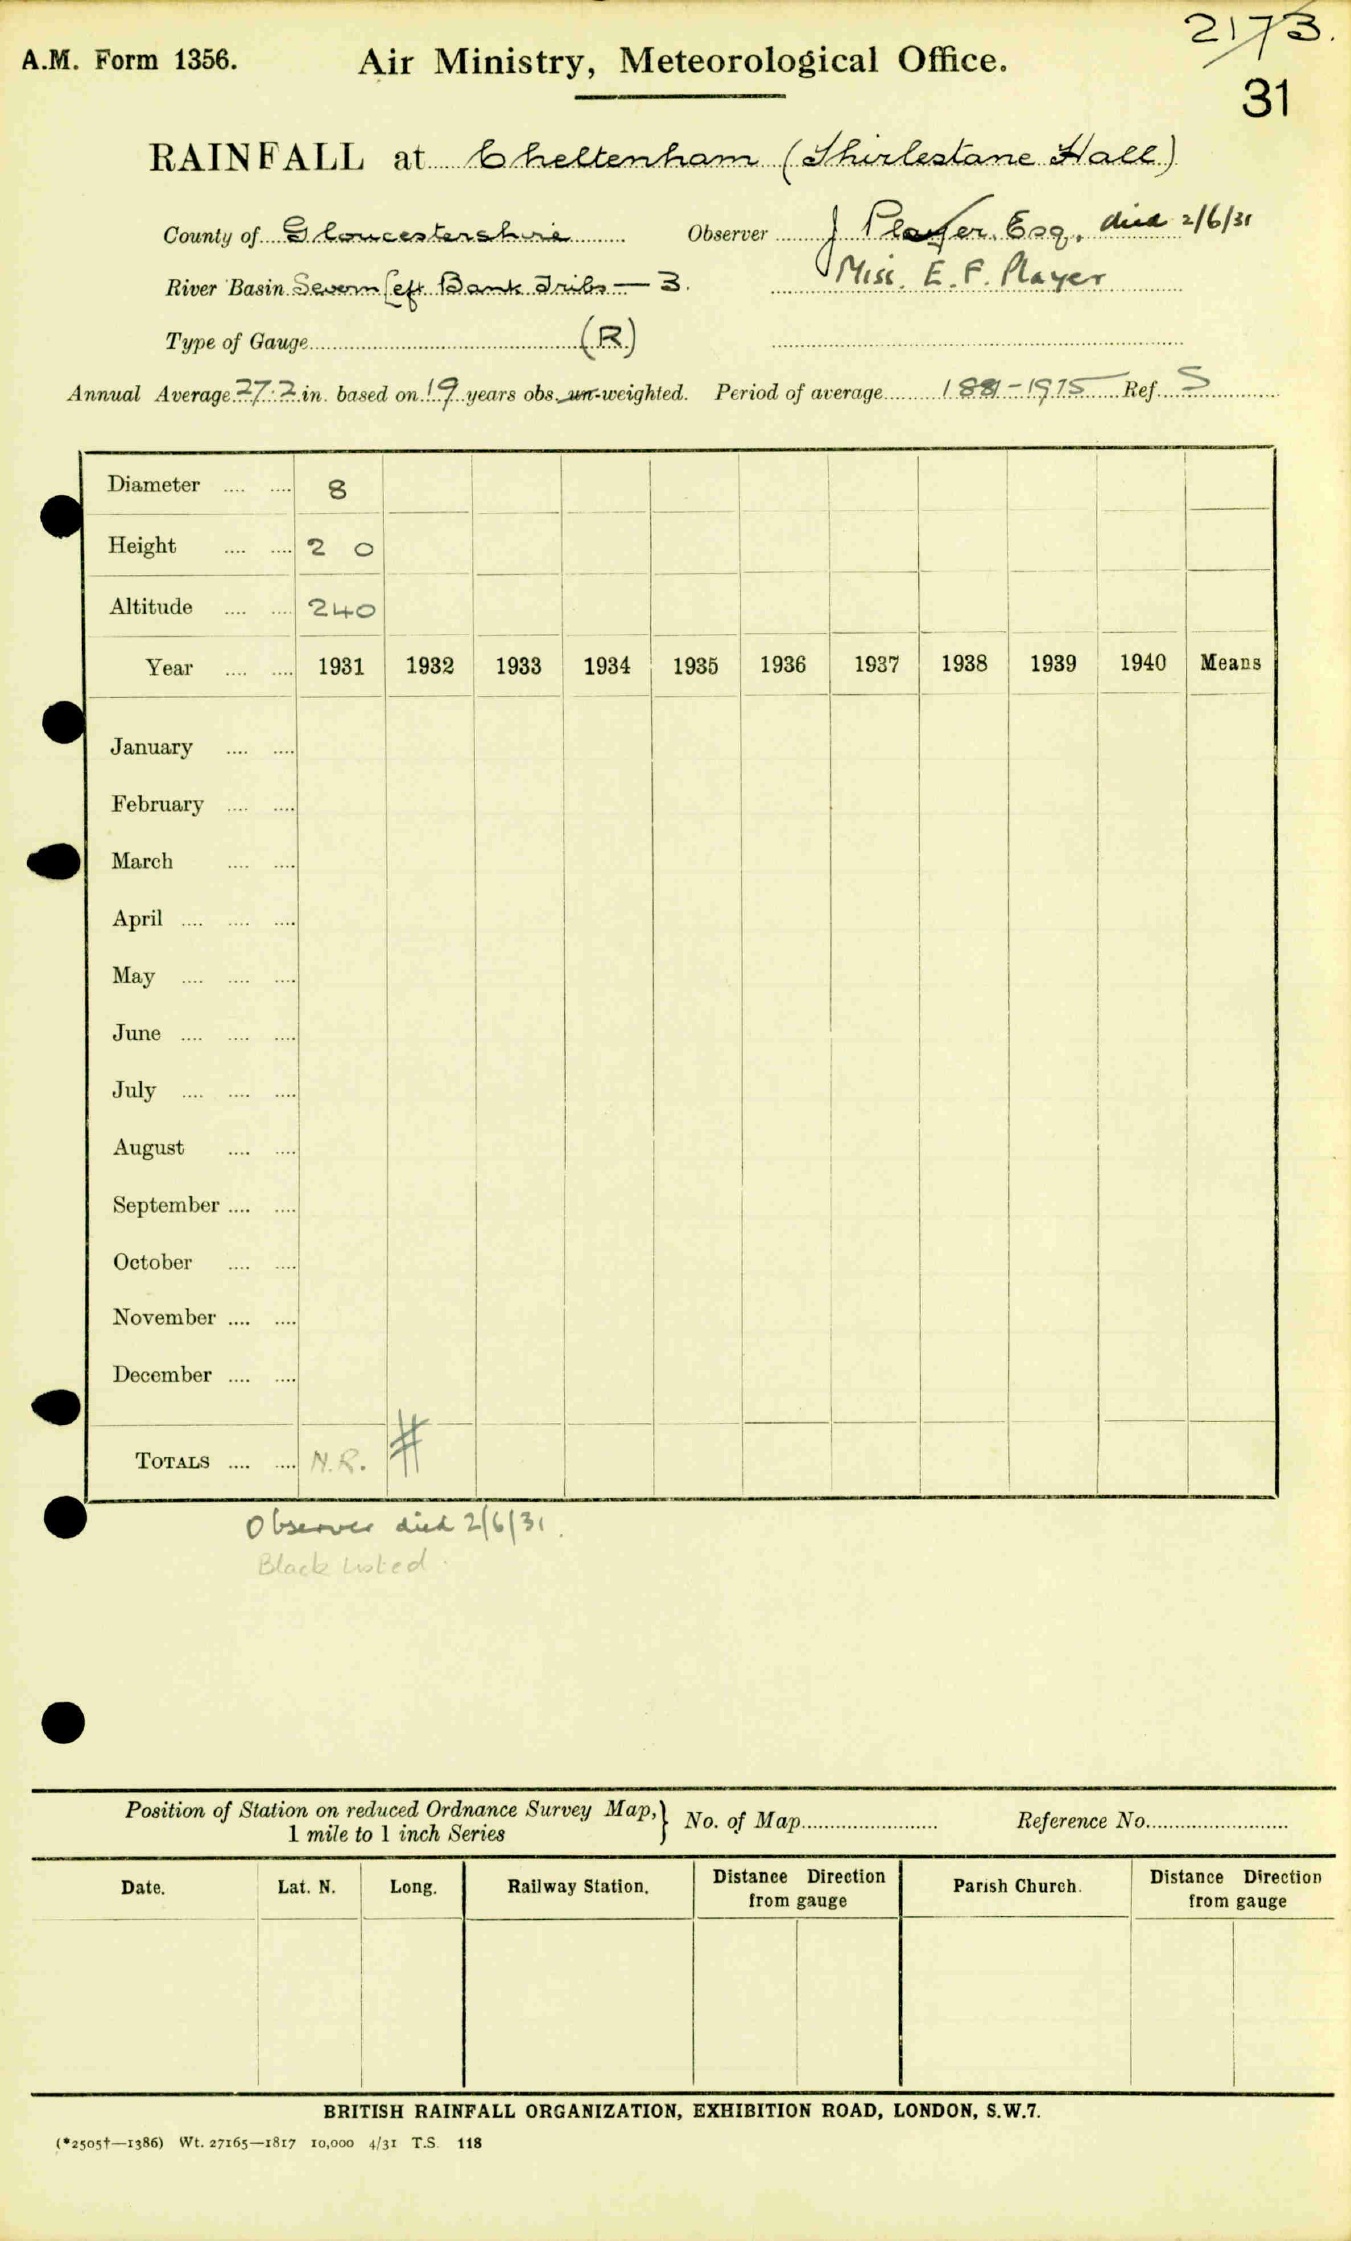 2173.
A.M. Form 1356. Air Ministry, Meteorological Office.
31
RAINFALL at Cheltenham (Thirlestane Hall)
County of Gloucestershire Observer J Player, Esq, died 2/6/31
River Basin Severn Left Bank Tribs — 3. Miss. E. F. Player
Type of Gauge (R)
Annual Average 27.2 in. based on 19 years obs. un-weighted. Period of average 1881-1915 Ref. S
Diameter .... .... 8
Height .... .... 2 0
Altitude .... .... 240
Year .... .... 1931 1932 1933 1934 1935 1936 1937 1938 1939 1940 Means
January .... ....
February .... ....
March .... ....
April .... .... ....
May .... .... ....
June .... .... ....
July .... .... ....
August .... ....
September .... ....
October .... ....
November .... ....
December .... ....
TOTALS .... .... N.R. #
Observer died 2/6/31.
Black Listed.
Position of Station on reduced Ordnance Survey Map, } No. of Map Reference No.
1 mile to 1 inch Series
Date. Lat. N. Long. Railway Station. Distance Direction Parish Church. Distance Direction
from gauge from gauge
BRITISH RAINFALL ORGANIZATION, EXHIBITION ROAD, LONDON, S.W.7.
(*2505†—1386) Wt. 27165—1817 10,000 4/31 T.S. 118